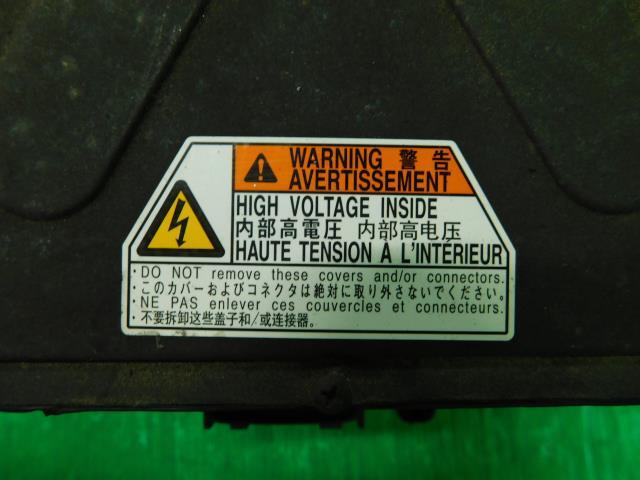 WARNING 警告
AVERTISSEMENT
HIGH VOLTAGE INSIDE
内部高電圧 内部高电压
HAUTE TENSION À L'INTÉRIEUR
・DO NOT remove these covers and/or connectors.
・このカバーおよびコネクタは絶対に取り外さないでください。
・NE PAS enlever ces couvercles et connecteurs.
・不要拆卸这些盖子和/或连接器。